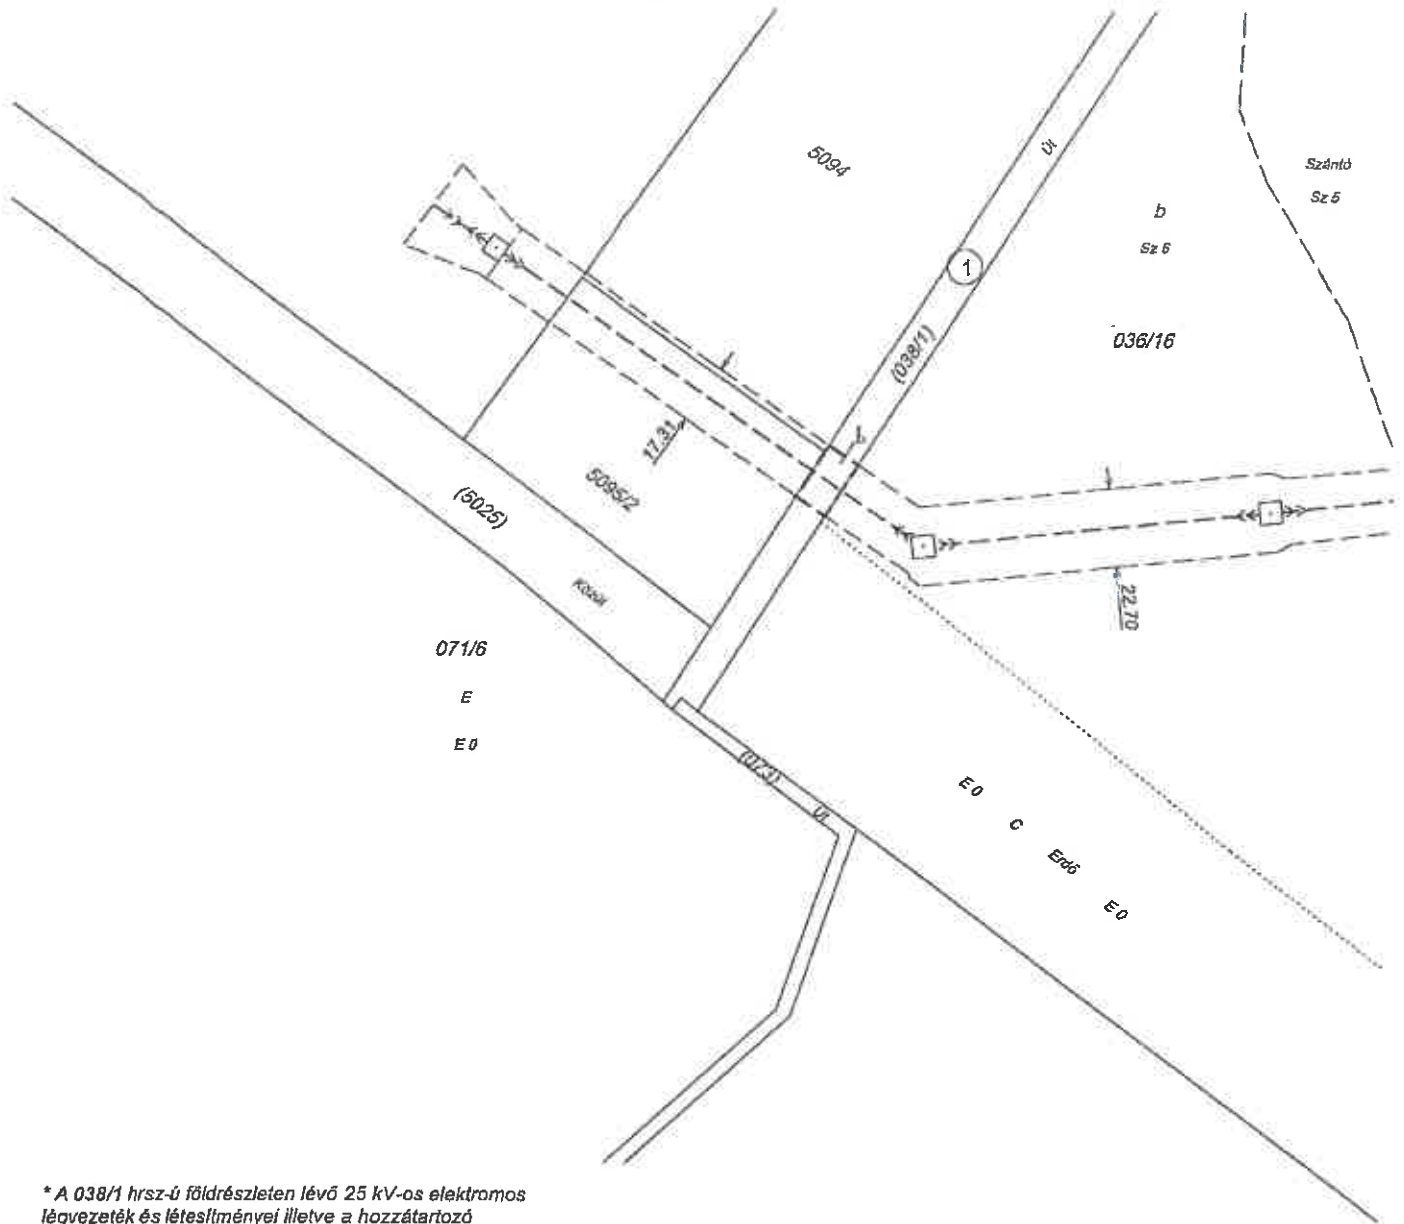 5094
Út
Szántó
Sz 5
b
Sz 6
1
036/16
(038/1)
17.31
5095/2
(5025)
Közút
22.70
071/6
E
E 0
(073)
Út
E 0
C
Erdő
E 0
* A 038/1 hrsz-ú földrészleten lévő 25 kV-os elektromos
légvezeték és létesítményei illetve a hozzátartozó